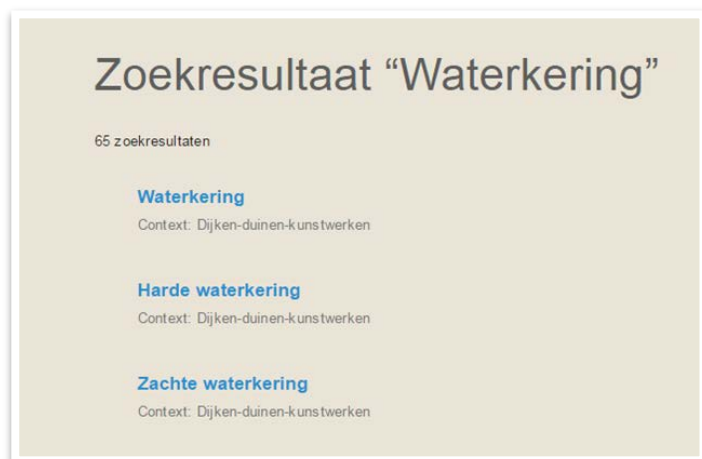 Zoekresultaat “Waterkering”
65 zoekresultaten
Waterkering
Context: Dijken-duinen-kunstwerken
Harde waterkering
Context: Dijken-duinen-kunstwerken
Zachte waterkering
Context: Dijken-duinen-kunstwerken